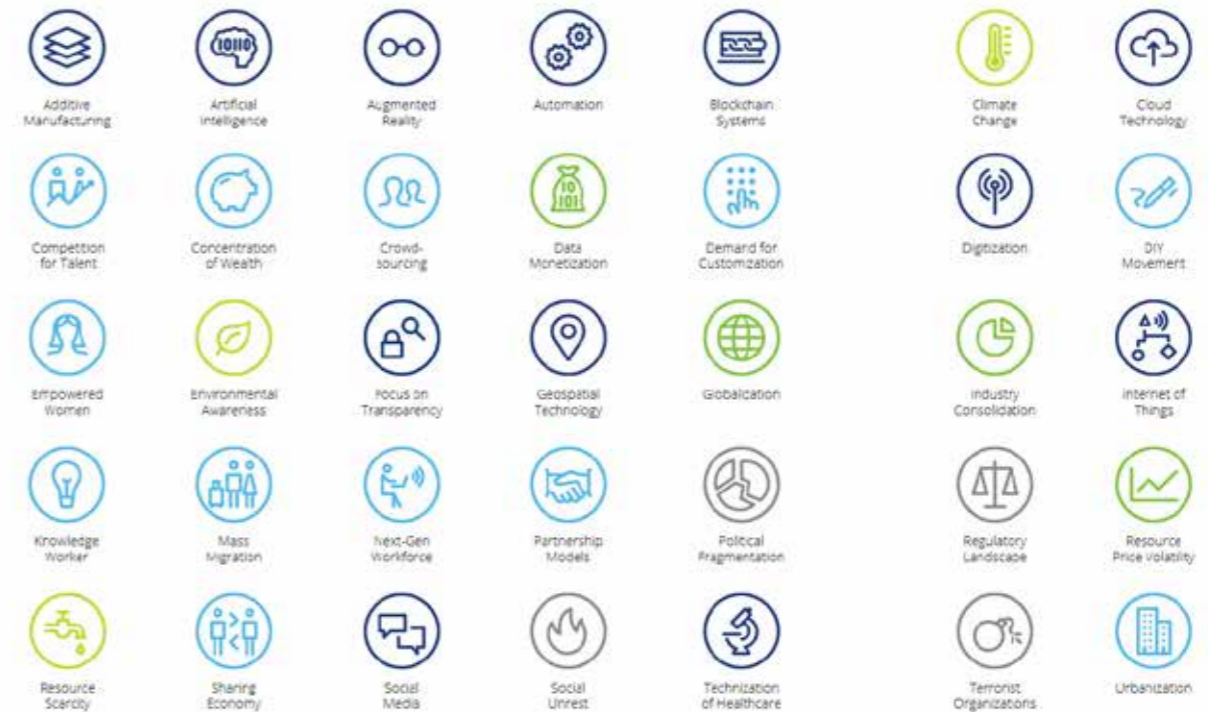 10110
Additive
Manufacturing
Artificial
Intelligence
Augmented
Reality
Automation
Blockchain
Systems
Climate
Change
Cloud
Technology
Competition
for Talent
Concentration
of Wealth
Crowd-
sourcing
10
101
Data
Monetization
Demand for
Customization
Digitization
DIY
Movement
Empowered
Women
Environmental
Awareness
Focus on
Transparency
Geospatial
Technology
Globalization
Industry
Consolidation
Internet of
Things
Knowledge
Worker
Mass
Migration
Next-Gen
Workforce
Partnership
Models
Political
Fragmentation
Regulatory
Landscape
Resource
Price Volatility
Resource
Scarcity
Sharing
Economy
Social
Media
Social
Unrest
Technization
of Healthcare
Terrorist
Organizations
Urbanization